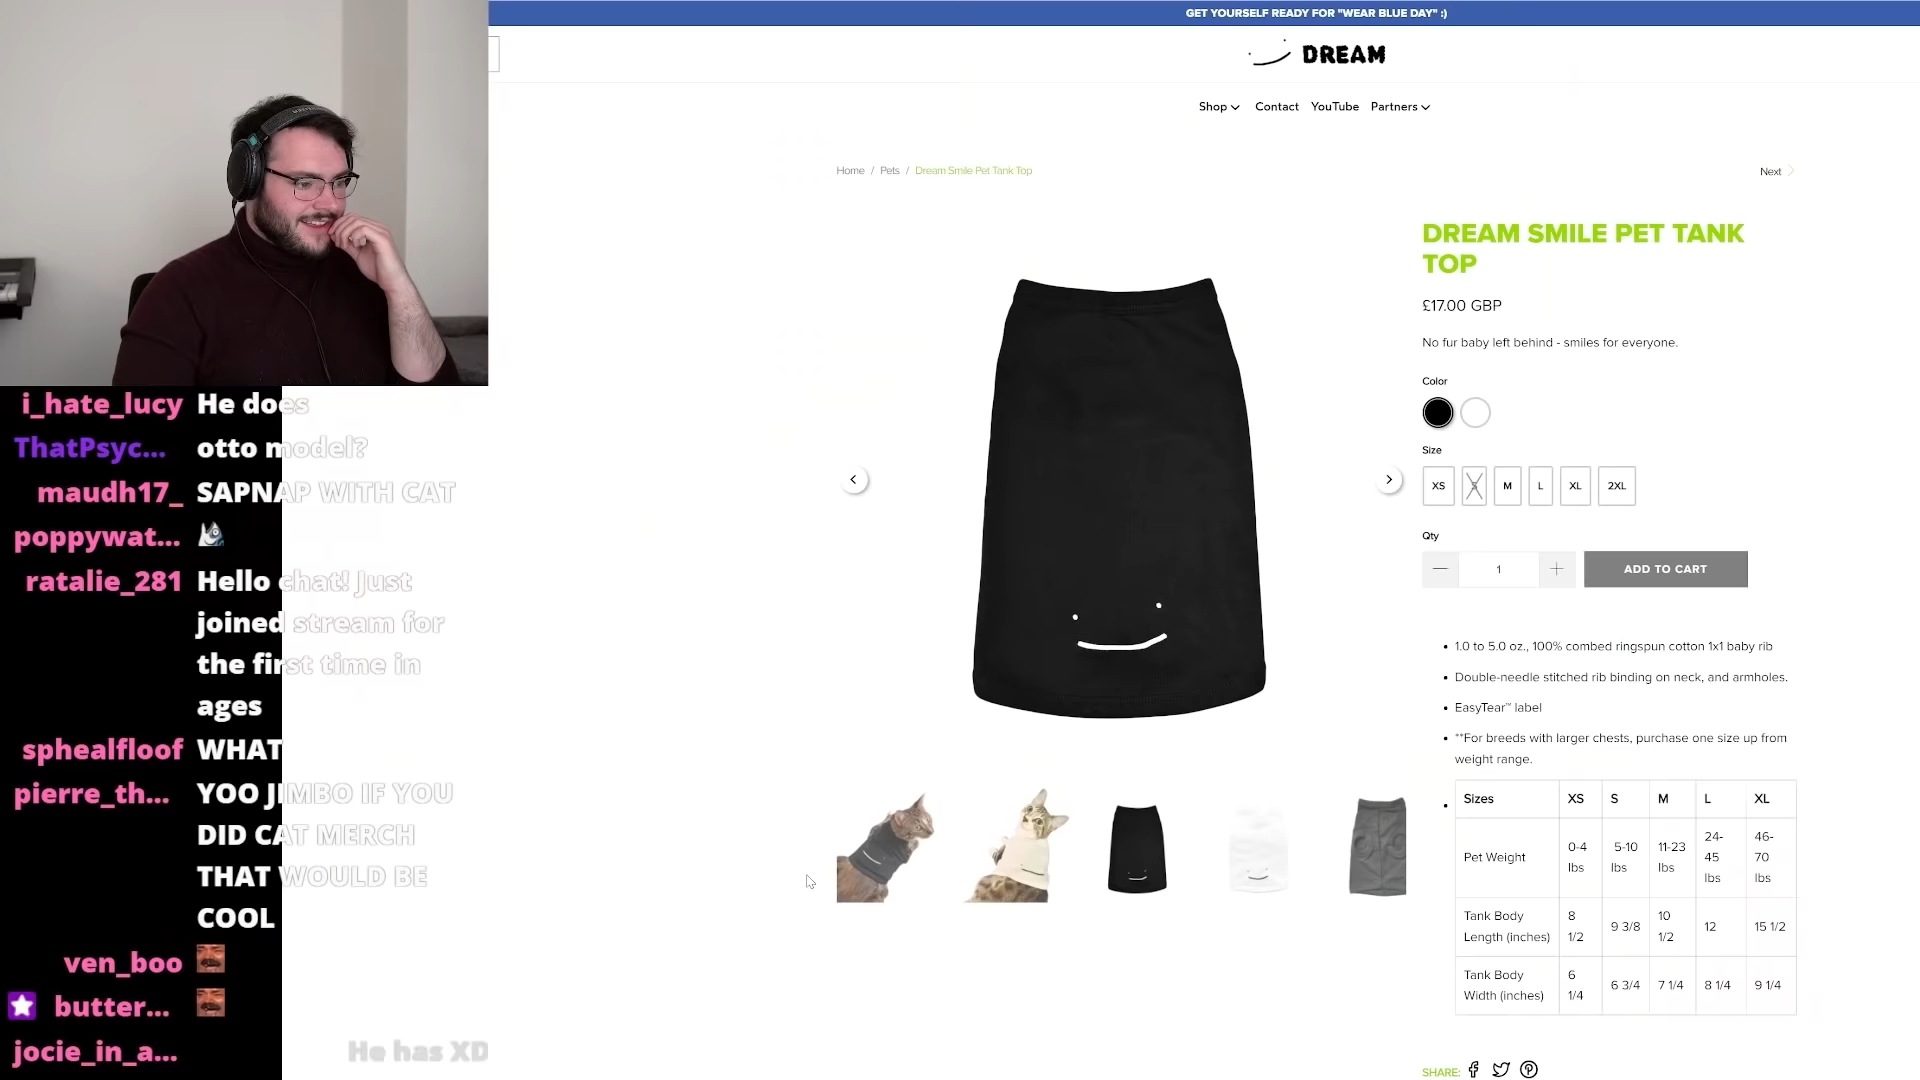 GET YOURSELF READY FOR "WEAR BLUE DAY" :)
DREAM
Shop
Contact
YouTube
Partners
Home / Pets / Dream Smile Pet Tank Top
Next
DREAM SMILE PET TANK
TOP
£17.00 GBP
No fur baby left behind - smiles for everyone.
Color
Size
XS
S
M
L
XL
2XL
Qty
1
ADD TO CART
1.0 to 5.0 oz., 100% combed ringspun cotton 1x1 baby rib
Double-needle stitched rib binding on neck, and armholes.
EasyTear™ label
**For breeds with larger chests, purchase one size up from
weight range.
Sizes XS S M L XL
Pet Weight 0-4 lbs 5-10 lbs 11-23 lbs 24-45 lbs 46-70 lbs
Tank Body Length (inches) 8 1/2 9 3/8 10 1/2 12 15 1/2
Tank Body Width (inches) 6 1/4 6 3/4 7 1/4 8 1/4 9 1/4
SHARE:
i_hate_lucy He does
ThatPsyc... otto model?
maudh17_ SAPNAP WITH CAT
poppywat...
ratalie_281 Hello chat! Just
joined stream for
the first time in
ages
sphealfloof WHAT
pierre_th... YOO JIMBO IF YOU
DID CAT MERCH
THAT WOULD BE
COOL
ven_boo
butter...
jocie_in_a... He has XD